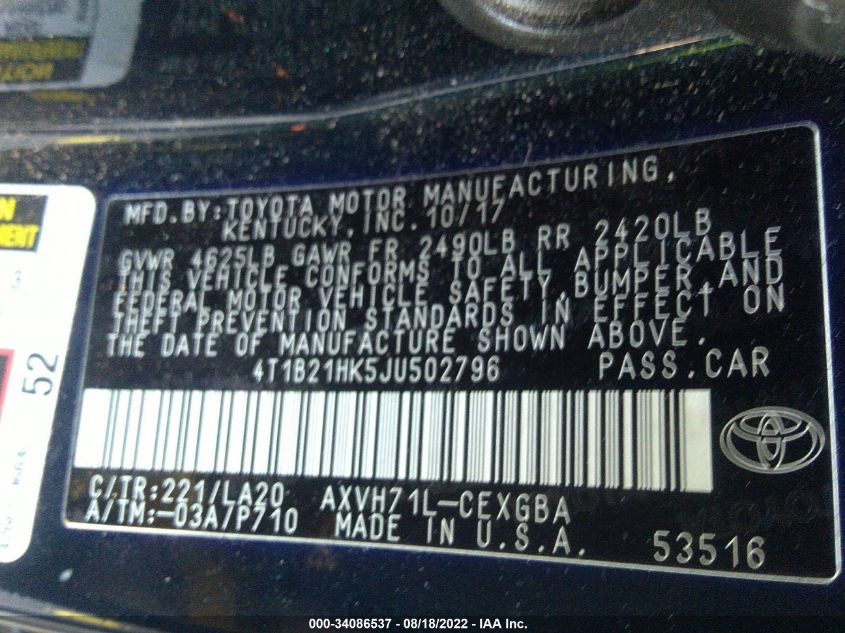 MFD.BY:TOYOTA MOTOR MANUFACTURING,
KENTUCKY,INC. 10/17
GVWR 4625LB GAWR FR 2490LB RR 2420LB
THIS VEHICLE CONFORMS TO ALL APPLICABLE
FEDERAL MOTOR VEHICLE SAFETY,BUMPER,AND
THEFT PREVENTION STANDARDS IN EFFECT ON
THE DATE OF MANUFACTURE SHOWN ABOVE.
4T1B21HK5JU502796 PASS.CAR
C/TR:221/LA20 AXVH71L-CEXGBA
A/TM:-03A/P710 MADE IN U.S.A. 53516
52
000-34086537 - 08/18/2022 - IAA Inc.